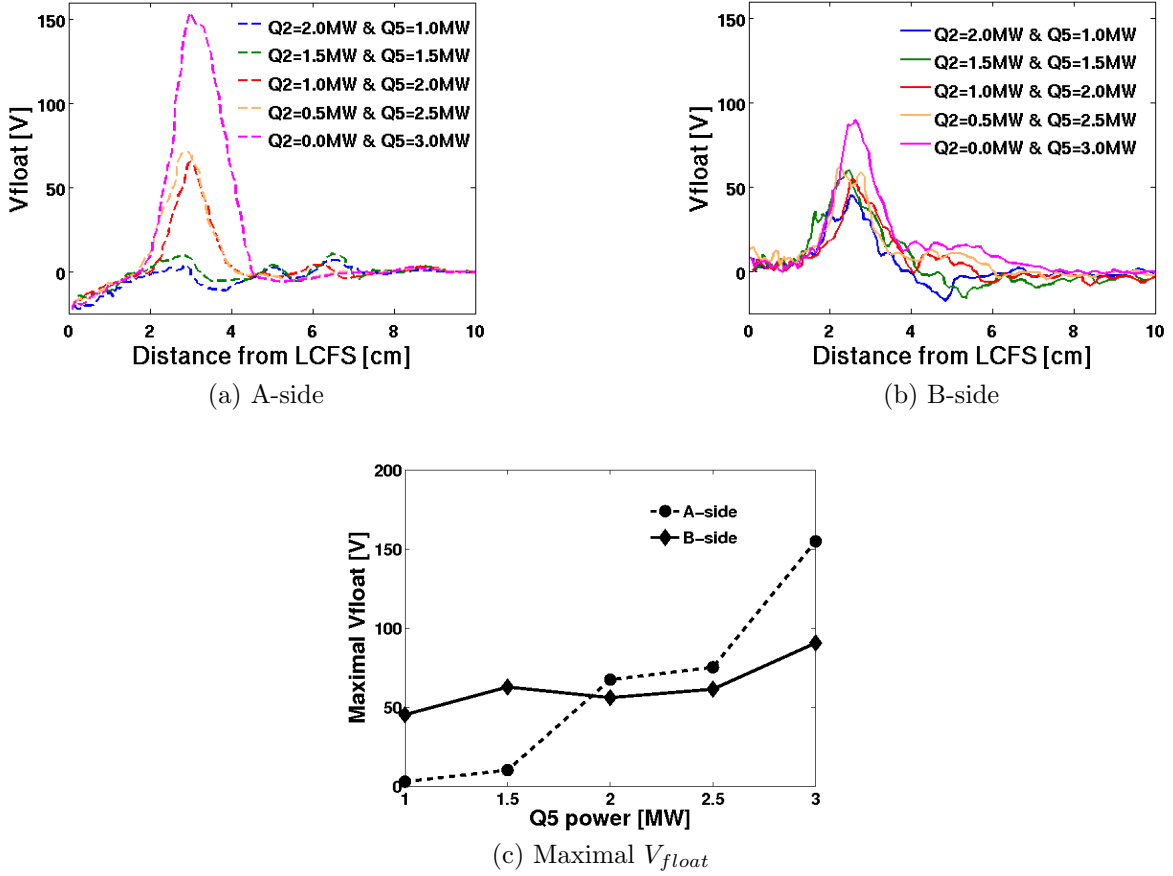 Vfloat [V]
150
100
50
0
0
2
4
6
8
10
Distance from LCFS [cm]
Q2=2.0MW & Q5=1.0MW
Q2=1.5MW & Q5=1.5MW
Q2=1.0MW & Q5=2.0MW
Q2=0.5MW & Q5=2.5MW
Q2=0.0MW & Q5=3.0MW
(a) A-side
Vfloat [V]
150
100
50
0
0
2
4
6
8
10
Distance from LCFS [cm]
Q2=2.0MW & Q5=1.0MW
Q2=1.5MW & Q5=1.5MW
Q2=1.0MW & Q5=2.0MW
Q2=0.5MW & Q5=2.5MW
Q2=0.0MW & Q5=3.0MW
(b) B-side
Maximal Vfloat [V]
200
150
100
50
0
1
1.5
2
2.5
3
Q5 power [MW]
A-side
B-side
(c) Maximal V_float